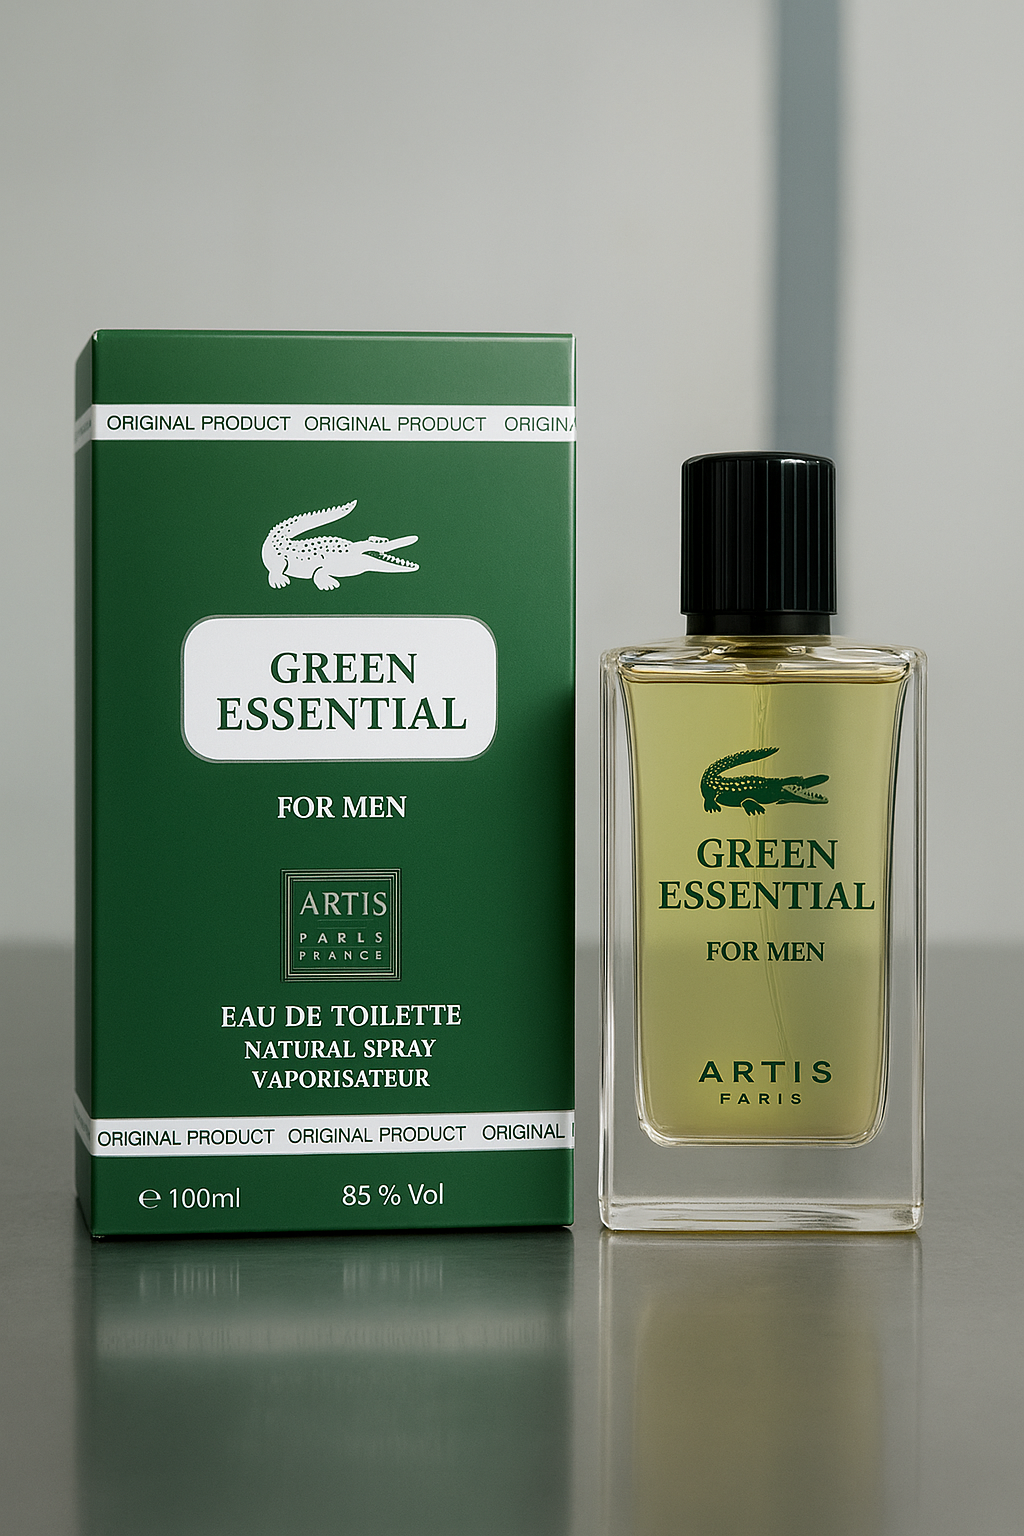 ORIGINAL PRODUCT ORIGINAL PRODUCT ORIGINA
GREEN
ESSENTIAL
FOR MEN
ARTIS
PARLS
PRANCE
EAU DE TOILETTE
NATURAL SPRAY
VAPORISATEUR
ORIGINAL PRODUCT ORIGINAL PRODUCT ORIGINAL
℮ 100ml 85 % Vol
GREEN
ESSENTIAL
FOR MEN
ARTIS
FARIS